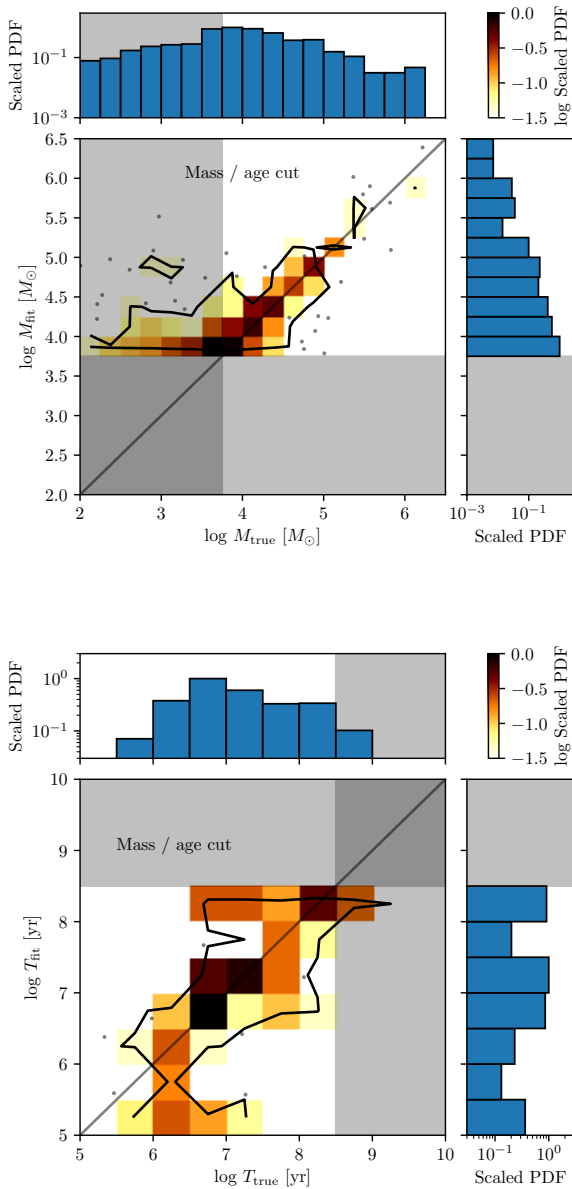 Scaled PDF
10⁻¹
10⁻³
0.0
−0.5
−1.0
−1.5
log Scaled PDF
Mass / age cut
log M_fit [M_⊙]
6.5
6.0
5.5
5.0
4.5
4.0
3.5
3.0
2.5
2.0
2 3 4 5 6
log M_true [M_⊙]
10⁻³ 10⁻¹
Scaled PDF
Scaled PDF
10⁰
10⁻¹
0.0
−0.5
−1.0
−1.5
log Scaled PDF
Mass / age cut
log T_fit [yr]
10
9
8
7
6
5
5 6 7 8 9 10
log T_true [yr]
10⁻¹ 10⁰
Scaled PDF